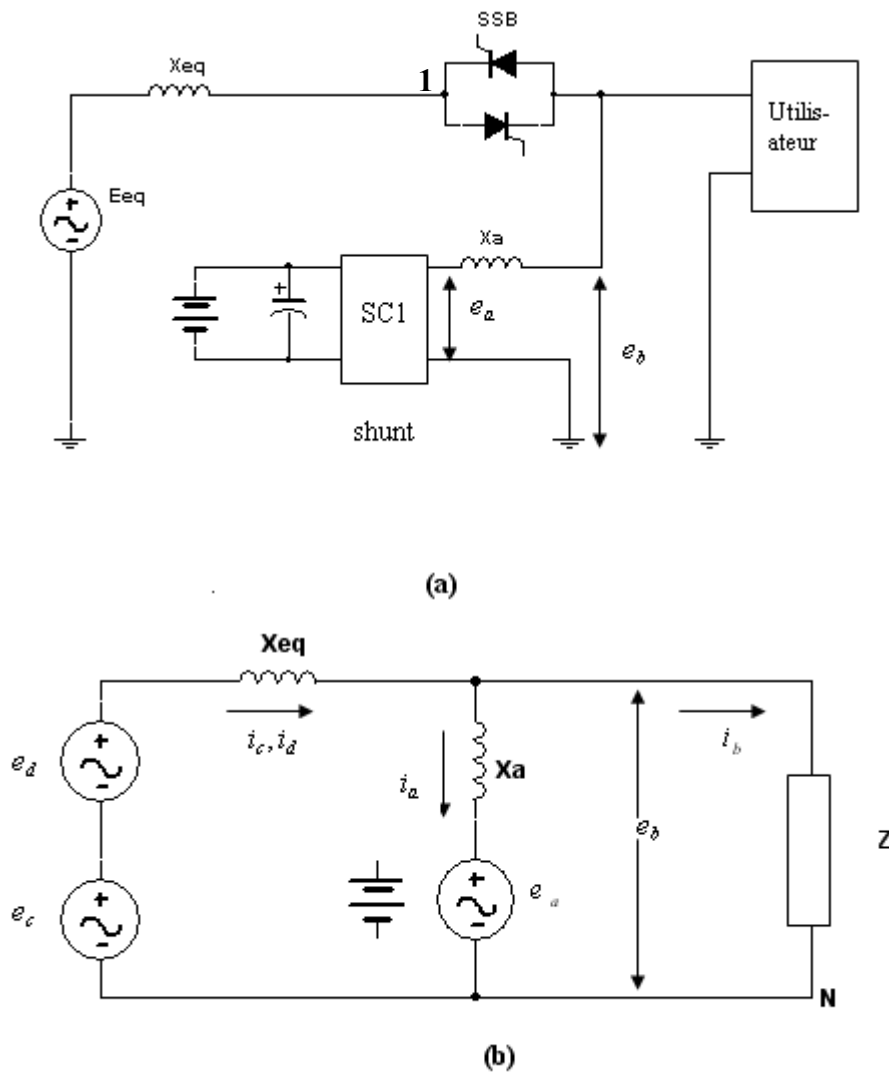 SSB
Xeq
1
Utilis-
ateur
Eeq
Xa
+
SC1
e_a
e_b
shunt
(a)
Xeq
i_c, i_d
i_b
e_d
Xa
i_a
e_b
Z
e_a
e_c
N
(b)